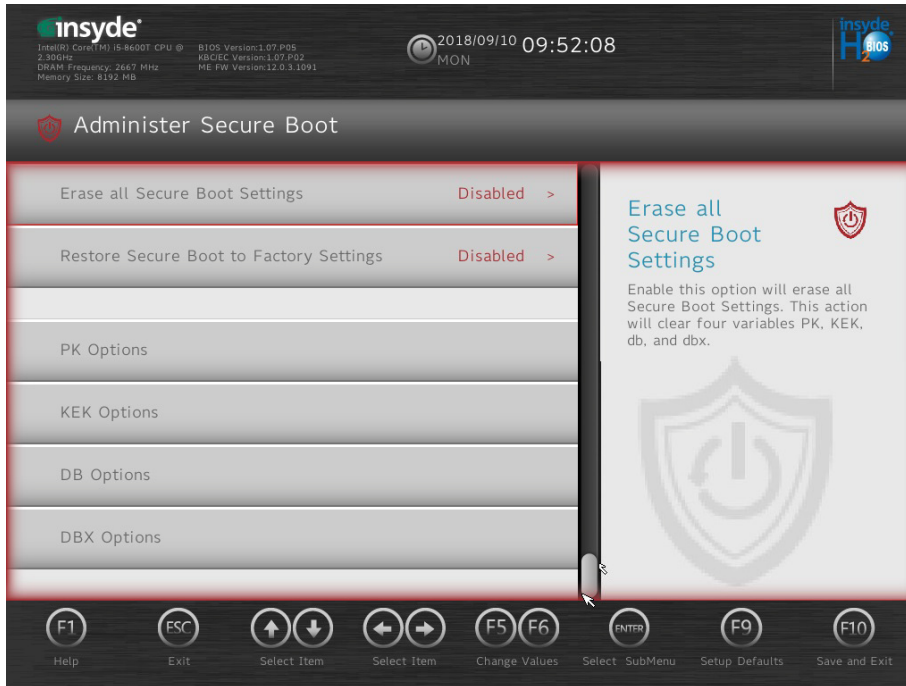 insyde®
Intel(R) Core(TM) i5-8600T CPU @
2.30GHz
DRAM Frequency: 2667 MHz
Memory Size: 8192 MB
BIOS Version:1.07.P05
KBC/EC Version:1.07.P02
ME FW Version:12.0.3.1091
2018/09/10 09:52:08
MON
insyde
H2O BIOS
Administer Secure Boot
Erase all Secure Boot Settings Disabled >
Restore Secure Boot to Factory Settings Disabled >
PK Options
KEK Options
DB Options
DBX Options
Erase all
Secure Boot
Settings
Enable this option will erase all
Secure Boot Settings. This action
will clear four variables PK, KEK,
db, and dbx.
F1 ESC F5 F6 ENTER F9 F10
Help Exit Select Item Select Item Change Values Select SubMenu Setup Defaults Save and Exit